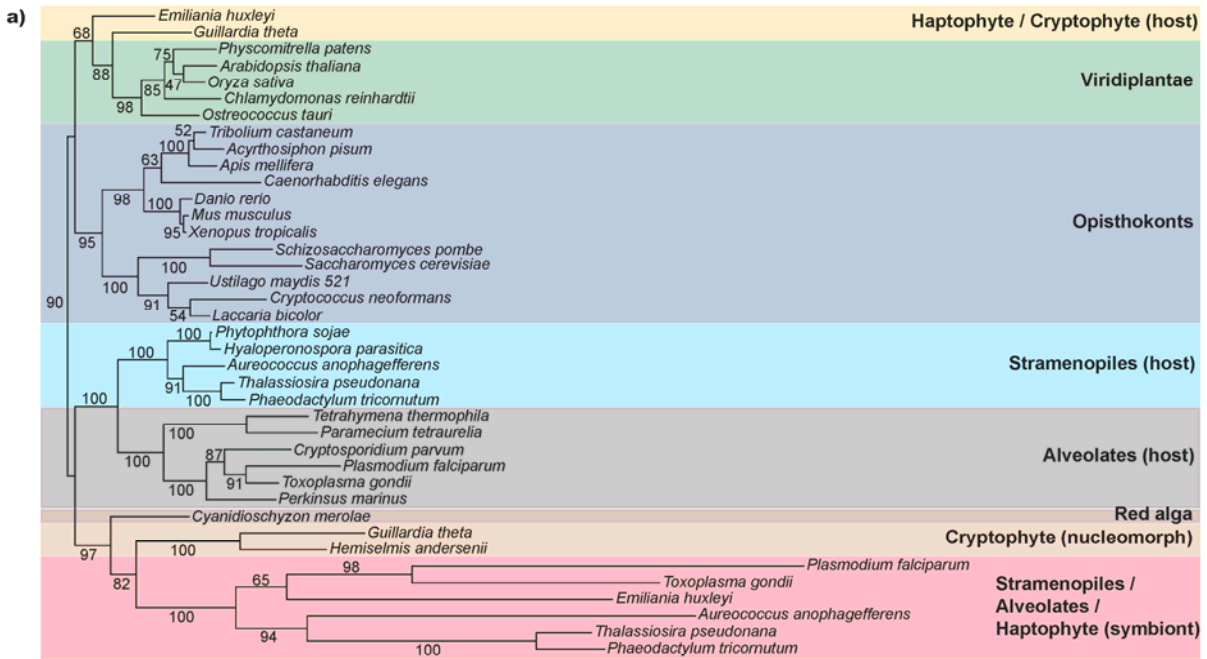 a)
Emiliania huxleyi
Haptophyte / Cryptophyte (host)
68
Guillardia theta
75
Physcomitrella patens
88
Arabidopsis thaliana
Viridiplantae
85
47
Oryza sativa
98
Chlamydomonas reinhardtii
Ostreococcus tauri
52
Tribolium castaneum
100
Acyrthosiphon pisum
63
Apis mellifera
Caenorhabditis elegans
98
100
Danio rerio
Mus musculus
Opisthokonts
95
95
Xenopus tropicalis
Schizosaccharomyces pombe
100
Saccharomyces cerevisiae
100
Ustilago maydis 521
90
91
Cryptococcus neoformans
54
Laccaria bicolor
100
Phytophthora sojae
100
Hyaloperonospora parasitica
Stramenopiles (host)
Aureococcus anophagefferens
91
Thalassiosira pseudonana
100
100
Phaeodactylum tricornutum
Tetrahymena thermophila
100
Paramecium tetraurelia
87
Cryptosporidium parvum
Alveolates (host)
100
Plasmodium falciparum
91
Toxoplasma gondii
100
Perkinsus marinus
Cyanidioschyzon merolae
Red alga
97
Guillardia theta
Cryptophyte (nucleomorph)
100
Hemiselmis andersenii
98
Plasmodium falciparum
82
65
Toxoplasma gondii
Stramenopiles /
Alveolates /
Haptophyte (symbiont)
100
Emiliania huxleyi
Aureococcus anophagefferens
94
Thalassiosira pseudonana
100
Phaeodactylum tricornutum